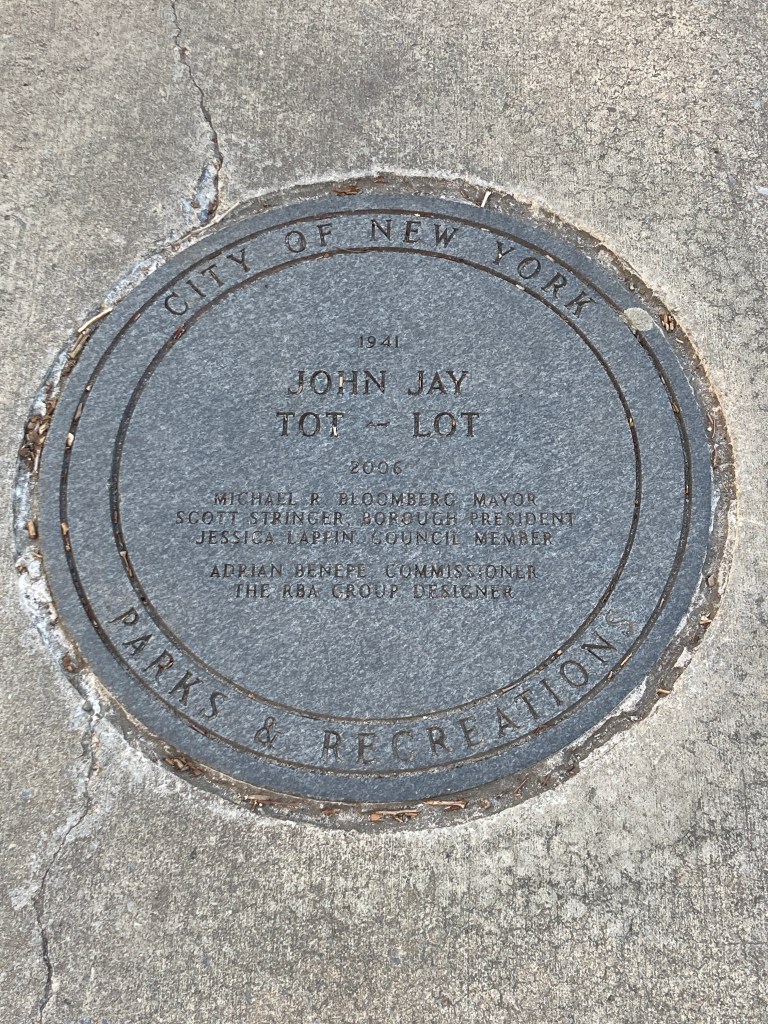 CITY OF NEW YORK
1941
JOHN JAY
TOT ~ LOT
2006
MICHAEL R. BLOOMBERG, MAYOR
SCOTT STRINGER, BOROUGH PRESIDENT
JESSICA LAPPIN, COUNCIL MEMBER
ADRIAN BENEPE, COMMISSIONER
THE RBA GROUP DESIGNER
PARKS & RECREATIONS